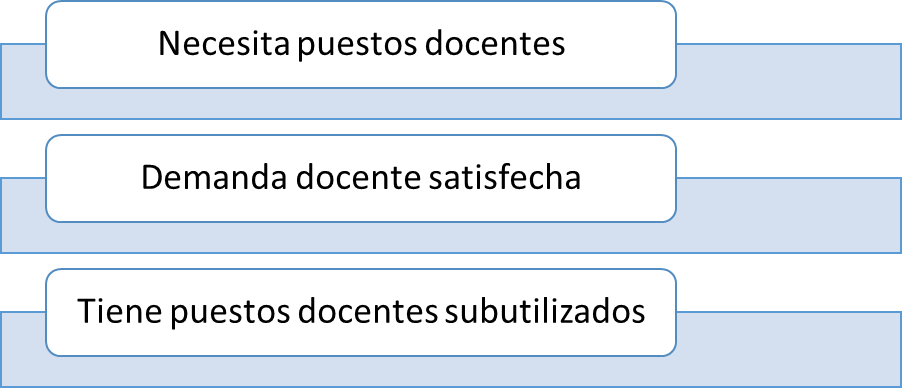 Necesita puestos docentes
Demanda docente satisfecha
Tiene puestos docentes subutilizados